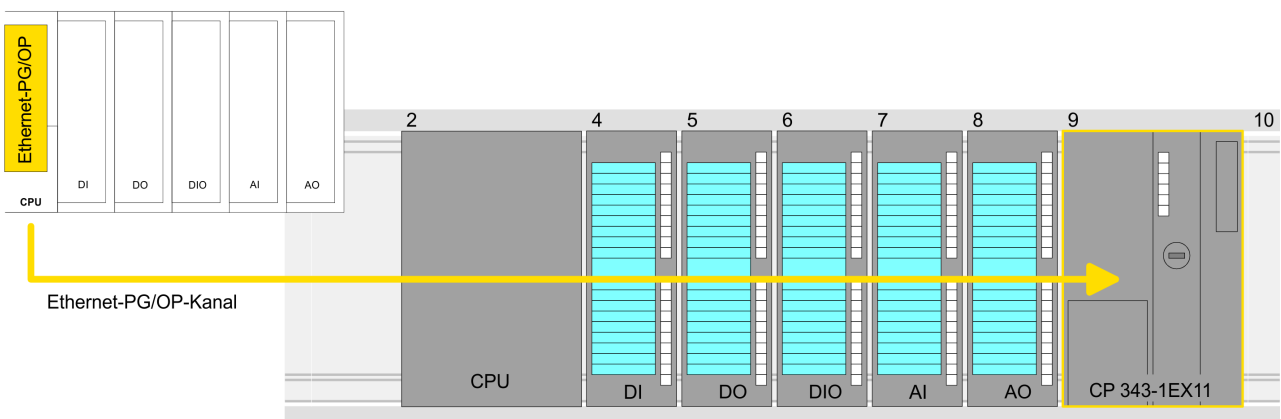 Ethernet-PG/OP
CPU
DI
DO
DIO
AI
AO
2
4
5
6
7
8
9
10
Ethernet-PG/OP-Kanal
CPU
DI
DO
DIO
AI
AO
CP 343-1EX11